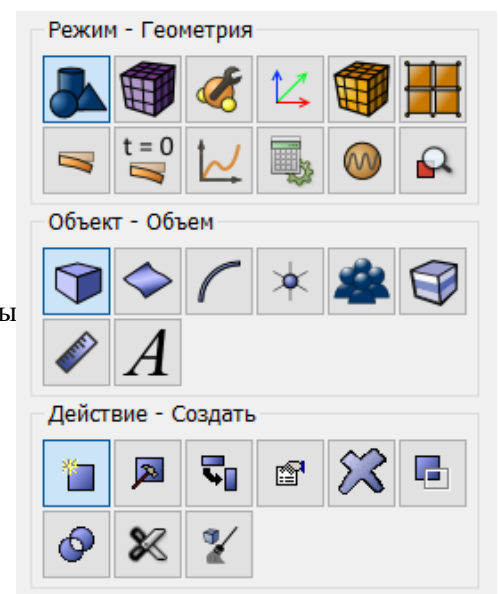 Режим - Геометрия
t = 0
Объект - Объем
ы
A
Действие - Создать